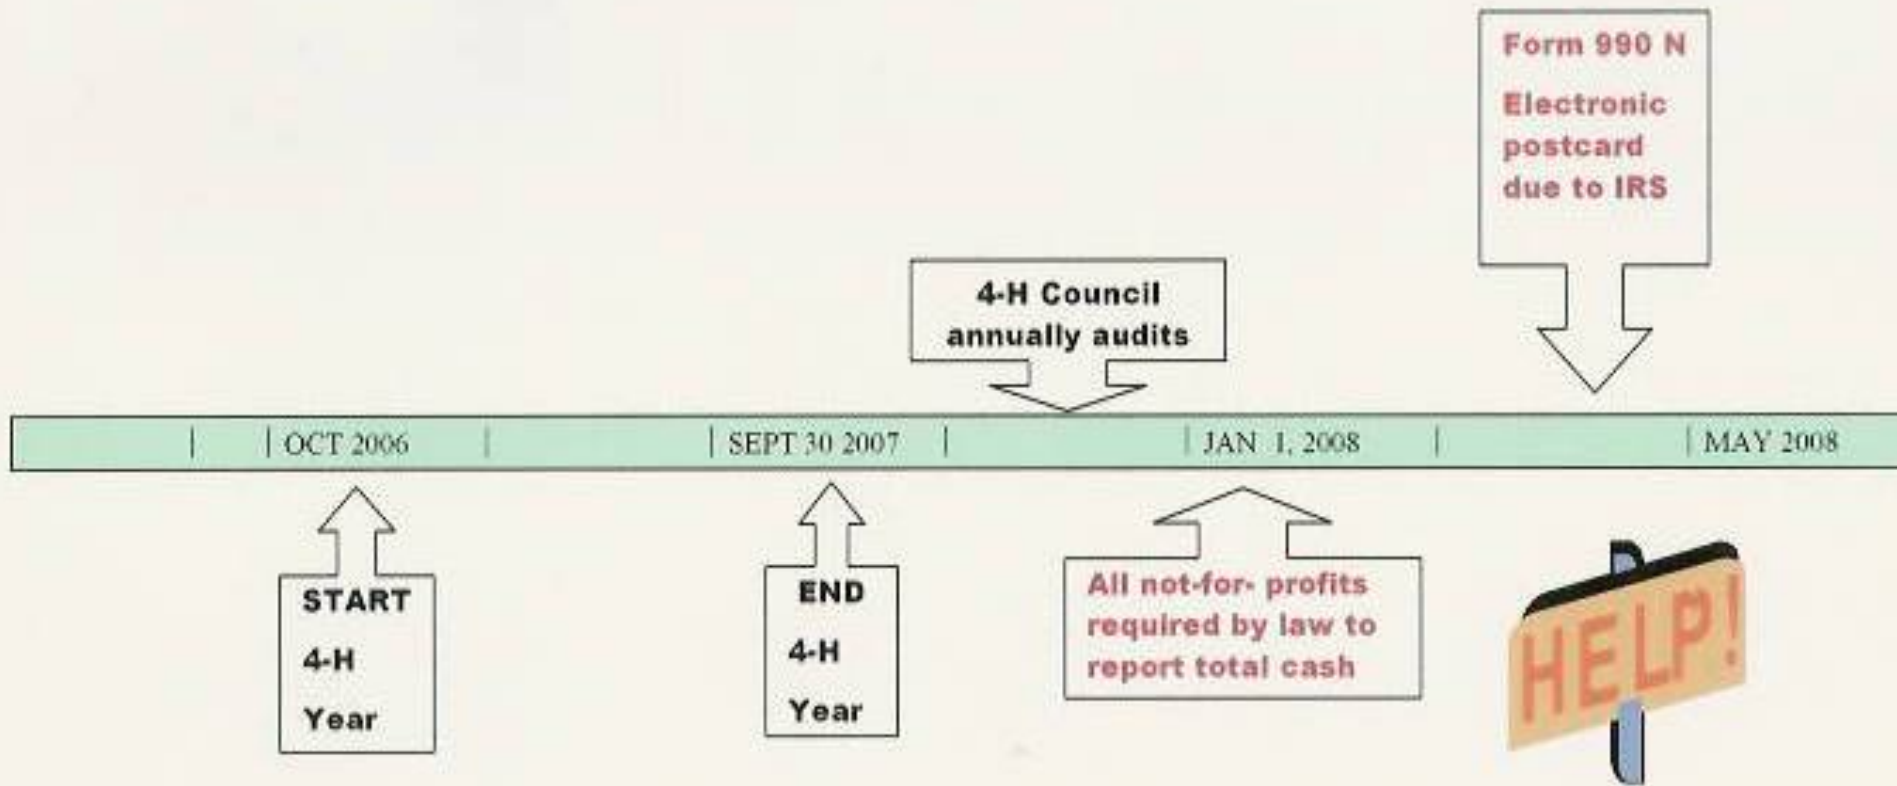 Form 990 N
Electronic
postcard
due to IRS
4-H Council
annually audits
OCT 2006
SEPT 30 2007
JAN 1, 2008
MAY 2008
START
4-H
Year
END
4-H
Year
All not-for- profits
required by law to
report total cash
HELP!